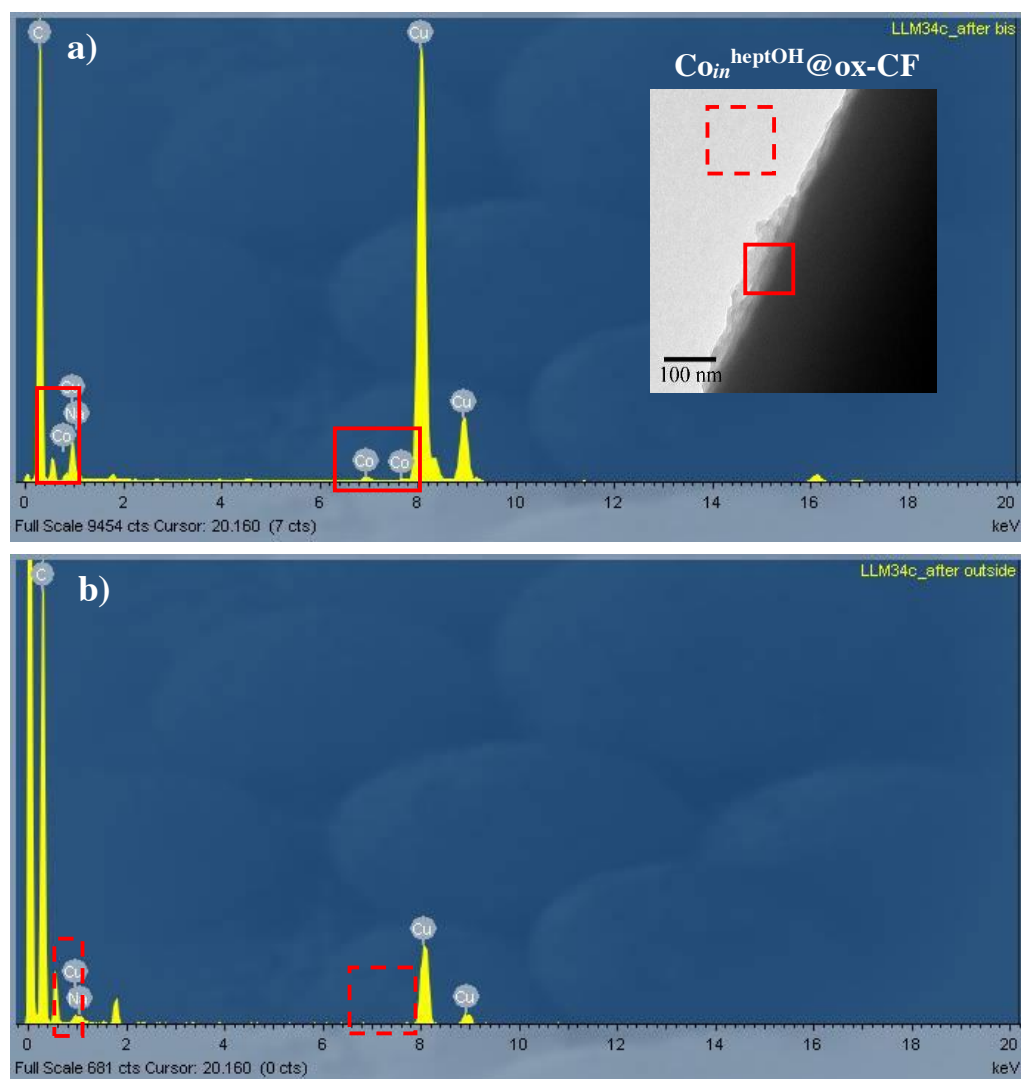 LLM34c_after bis
a)
C
Cu
Co_in^heptOH@ox-CF
100 nm
Cu
Na
Co
Co
Co
Cu
0 2 4 6 8 10 12 14 16 18 20
Full Scale 9454 cts Cursor: 20.160 (7 cts)
keV
LLM34c_after outside
b)
C
Cu
Cu
Na
Cu
0 2 4 6 8 10 12 14 16 18 20
Full Scale 681 cts Cursor: 20.160 (0 cts)
keV